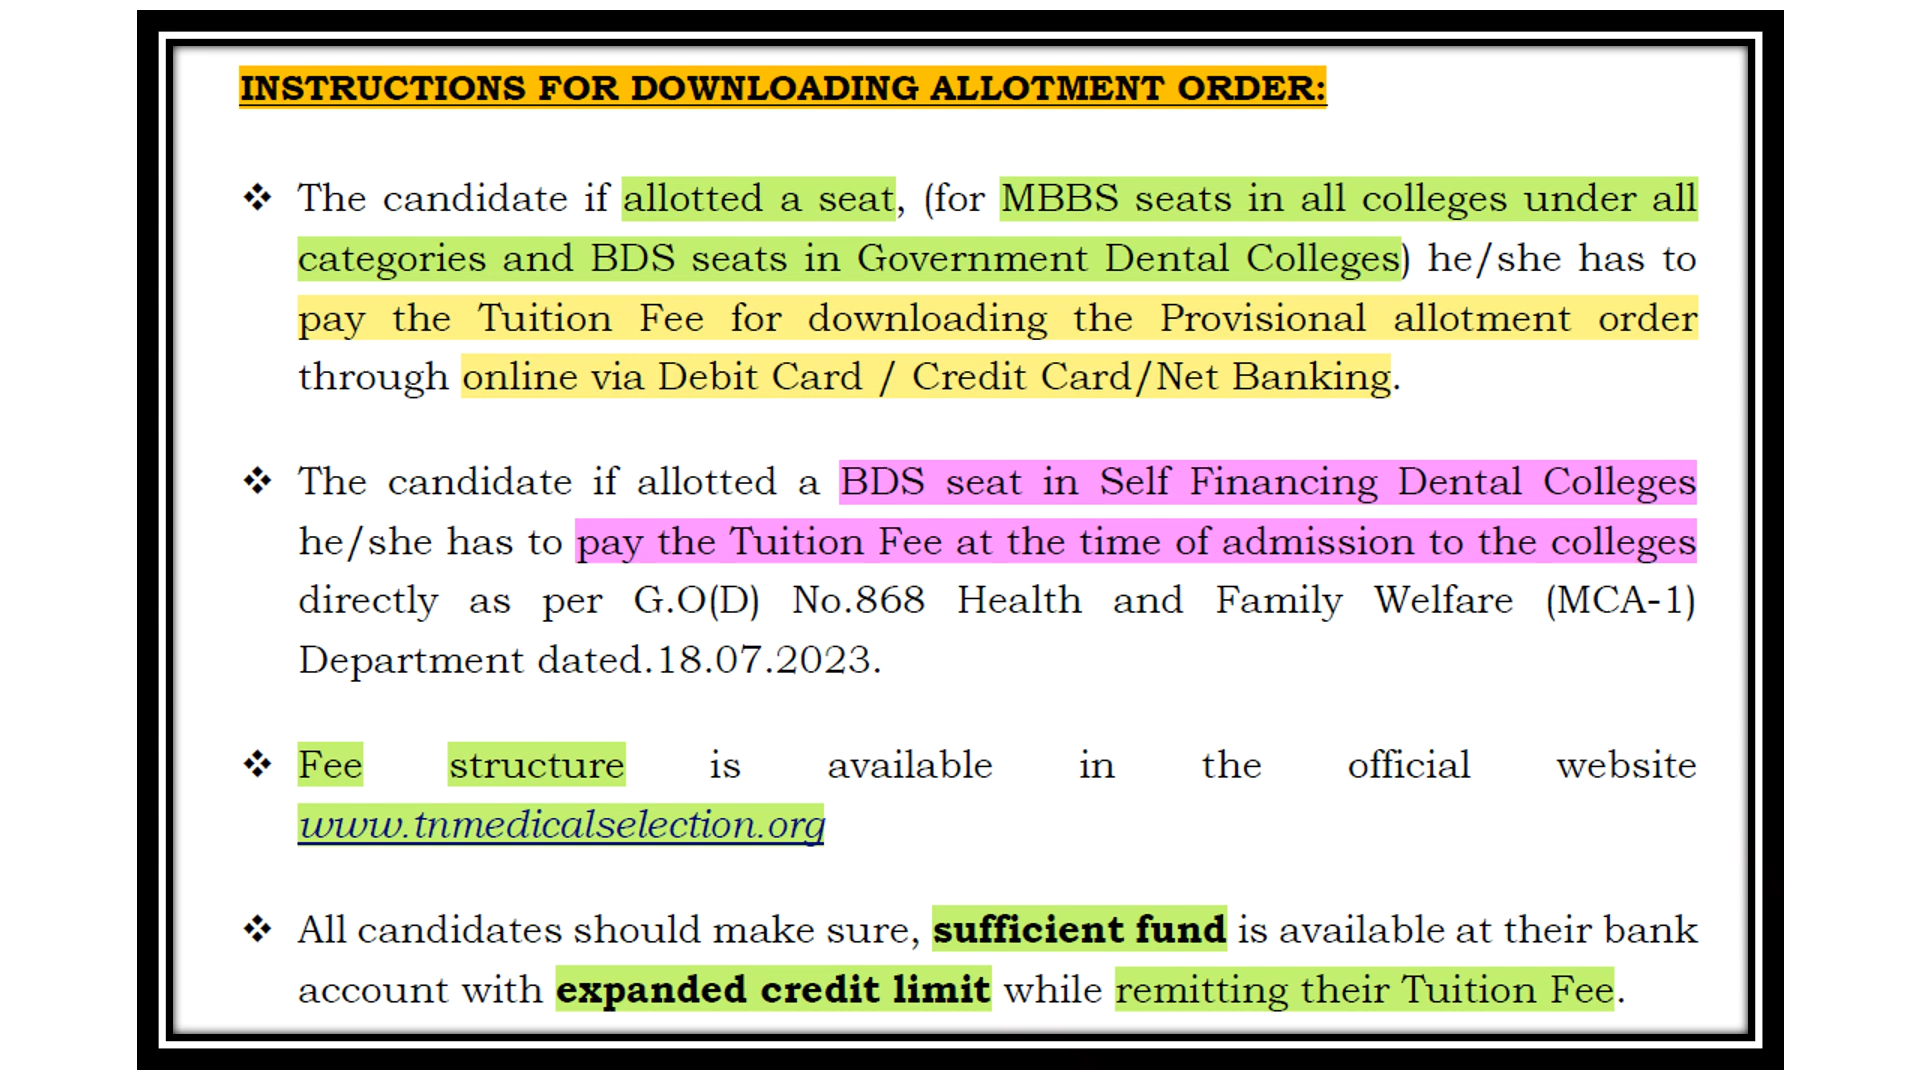 INSTRUCTIONS FOR DOWNLOADING ALLOTMENT ORDER:
❖ The candidate if allotted a seat, (for MBBS seats in all colleges under all
categories and BDS seats in Government Dental Colleges) he/she has to
pay the Tuition Fee for downloading the Provisional allotment order
through online via Debit Card / Credit Card/Net Banking.
❖ The candidate if allotted a BDS seat in Self Financing Dental Colleges
he/she has to pay the Tuition Fee at the time of admission to the colleges
directly as per G.O(D) No.868 Health and Family Welfare (MCA-1)
Department dated.18.07.2023.
❖ Fee structure is available in the official website
www.tnmedicalselection.org
❖ All candidates should make sure, sufficient fund is available at their bank
account with expanded credit limit while remitting their Tuition Fee.